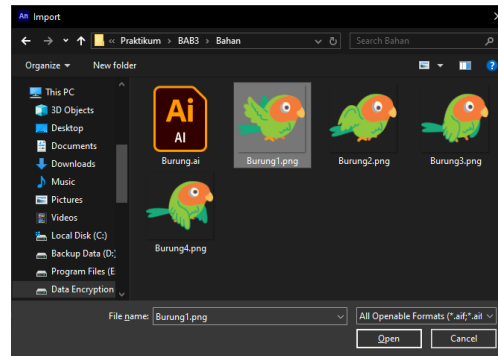 An Import
« Praktikum > BAB3 > Bahan
Search Bahan
Organize
New folder
This PC
3D Objects
Desktop
Documents
Downloads
Music
Pictures
Videos
Local Disk (C:)
Backup Data (D:)
Program Files (E
Data Encryption
Ai
AI
Burung.ai
Burung1.png
Burung2.png
Burung3.png
Burung4.png
File name: Burung1.png
All Openable Formats (*.aif;*.aif
Open
Cancel